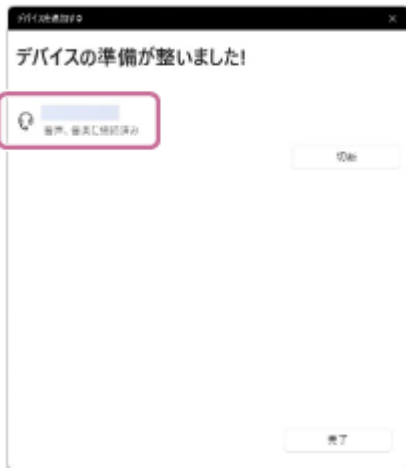 デバイスを追加する
デバイスの準備が整いました!
音声、音楽に接続済み
切断
完了